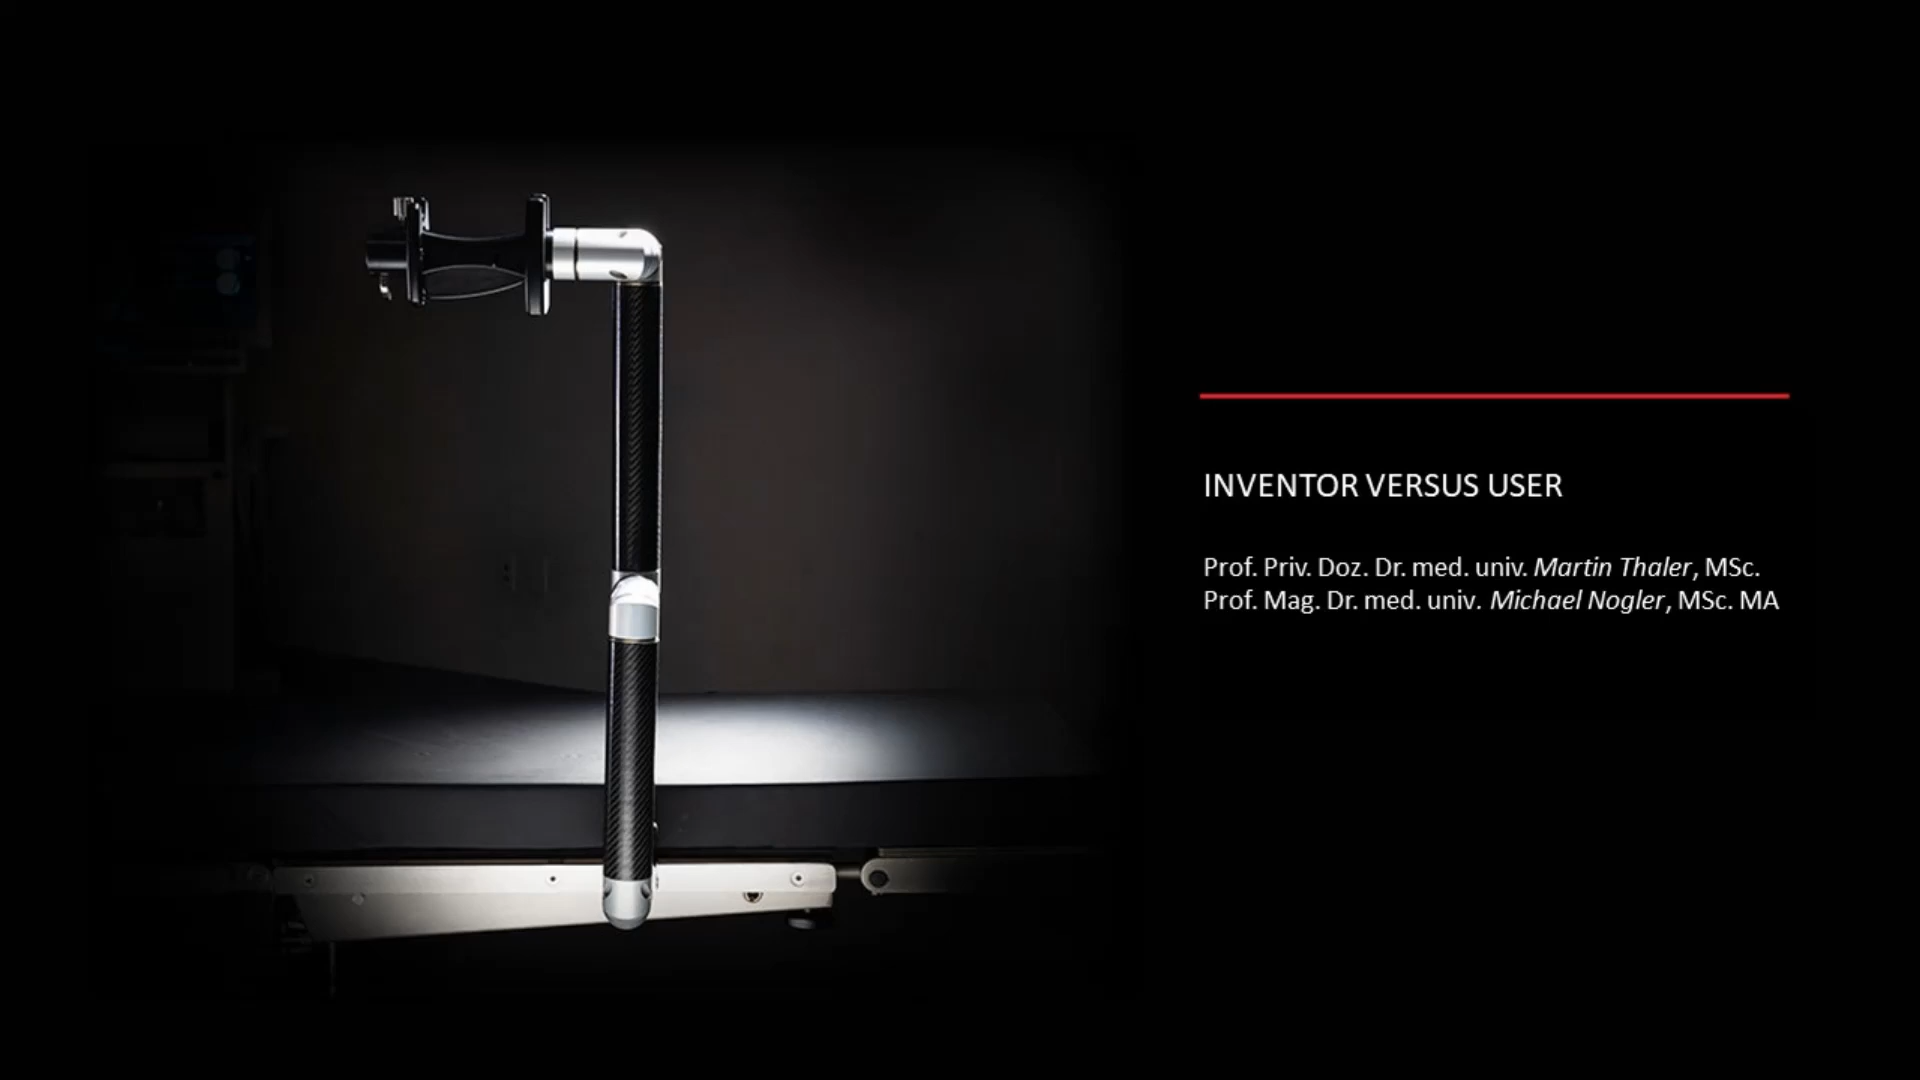 INVENTOR VERSUS USER
Prof. Priv. Doz. Dr. med. univ. Martin Thaler, MSc.
Prof. Mag. Dr. med. univ. Michael Nogler, MSc. MA